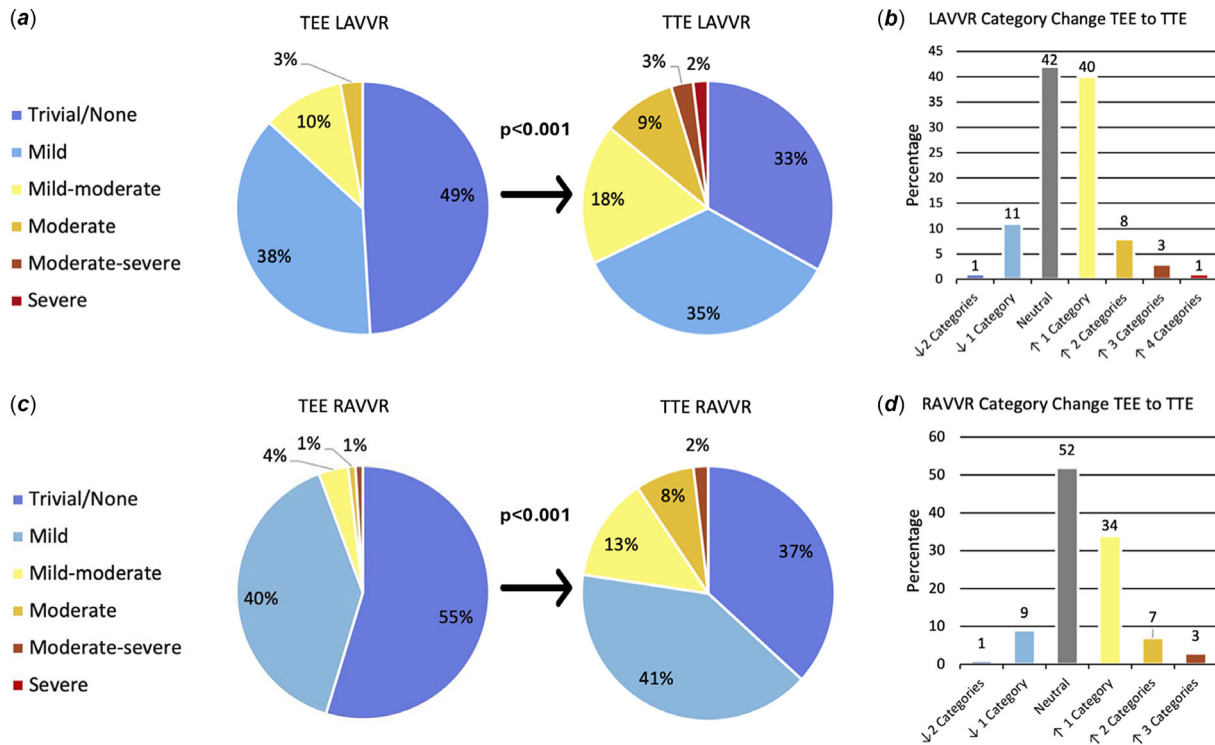 (a)
TEE LAVVR
TTE LAVVR
Trivial/None
Mild
Mild-moderate
Moderate
Moderate-severe
Severe
3%
10%
49%
38%
p<0.001
3%
2%
9%
33%
18%
35%
(b) LAVVR Category Change TEE to TTE
Percentage
45
40
35
30
25
20
15
10
5
0
1
11
42
40
8
3
1
↓2 Categories
↓ 1 Category
Neutral
↑ 1 Category
↑ 2 Categories
↑ 3 Categories
↑ 4 Categories
(c)
TEE RAVVR
TTE RAVVR
Trivial/None
Mild
Mild-moderate
Moderate
Moderate-severe
Severe
4%
1%
1%
40%
55%
p<0.001
2%
8%
13%
37%
41%
(d) RAVVR Category Change TEE to TTE
Percentage
60
50
40
30
20
10
0
1
9
52
34
7
3
↓2 Categories
↓ 1 Category
Neutral
↑ 1 Category
↑ 2 Categories
↑ 3 Categories